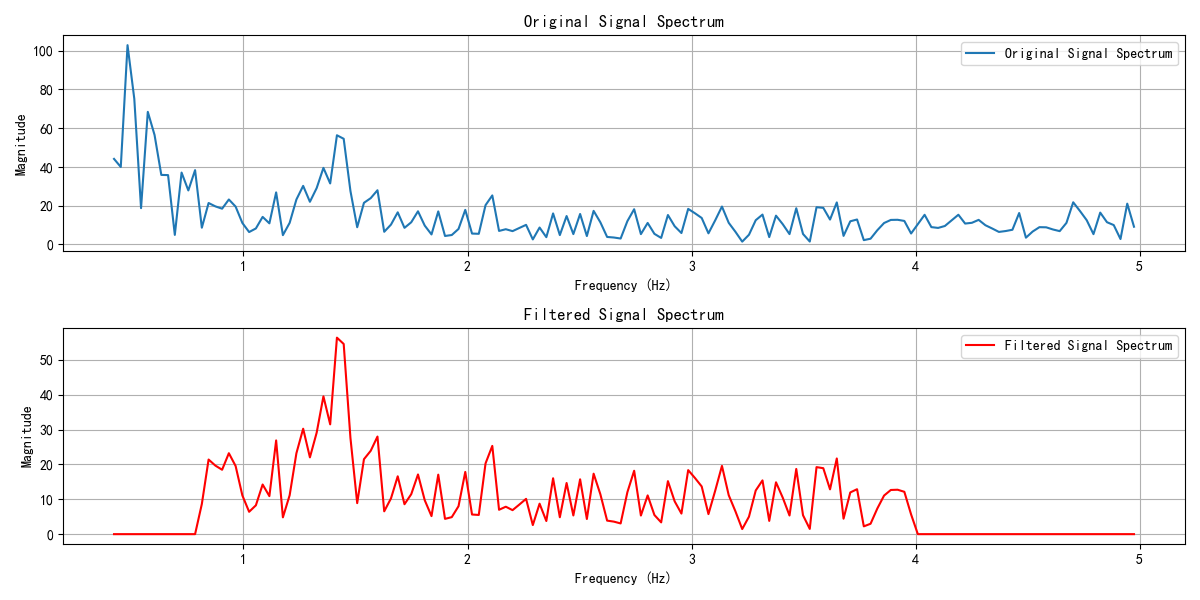 Original Signal Spectrum
100
80
60
40
20
0
Magnitude
Original Signal Spectrum
1 2 3 4 5
Frequency (Hz)
Filtered Signal Spectrum
50
40
30
20
10
0
Magnitude
Filtered Signal Spectrum
1 2 3 4 5
Frequency (Hz)